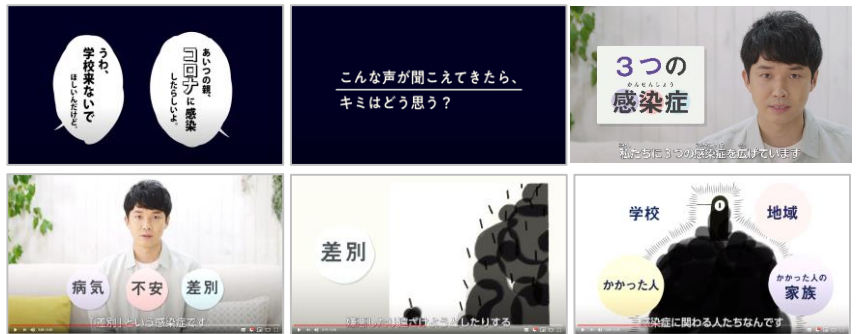 あいつの親、
コロナに感染
したらしいよ。
うわ、
学校来ないで
ほしいんだけど。
こんな声が聞こえてきたら、
キミはどう思う？
3つの
かんせんしょう
感染症
私たちに3つの感染症を広げています
病気
不安
差別
「差別」という感染症です
差別
学校
地域
かかった人
かかった人の
家族
感染症に関わる人たちなんです